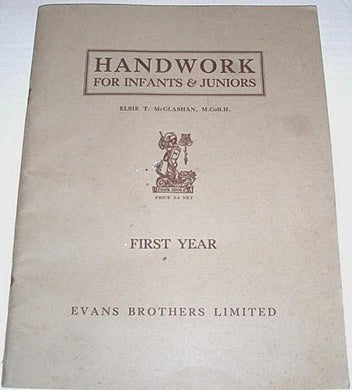 HANDWORK
FOR INFANTS & JUNIORS
ELSIE T. McGLASHAN, M.Coll.H.
FIRST YEAR
EVANS BROTHERS LIMITED